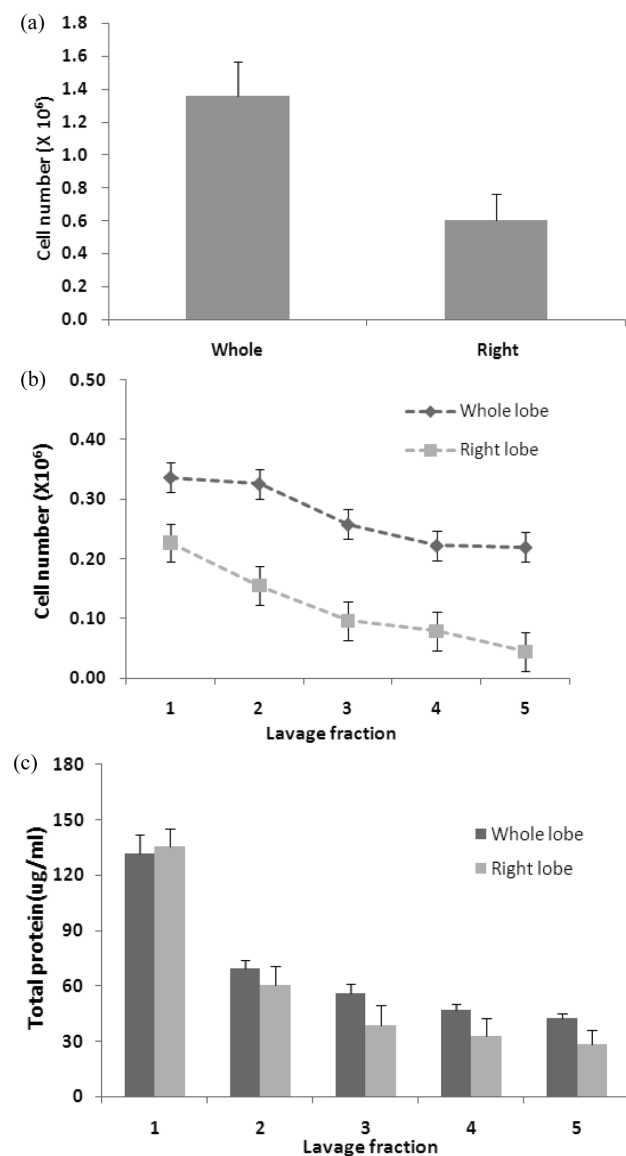 (a)
Cell number (X 10⁶)
1.8
1.6
1.4
1.2
1.0
0.8
0.6
0.4
0.2
0.0
Whole Right
(b)
Cell number (X10⁶)
0.50
0.40
0.30
0.20
0.10
0.00
Whole lobe
Right lobe
1 2 3 4 5
Lavage fraction
(c)
Total protein(ug/ml)
180
150
120
90
60
30
0
Whole lobe
Right lobe
1 2 3 4 5
Lavage fraction